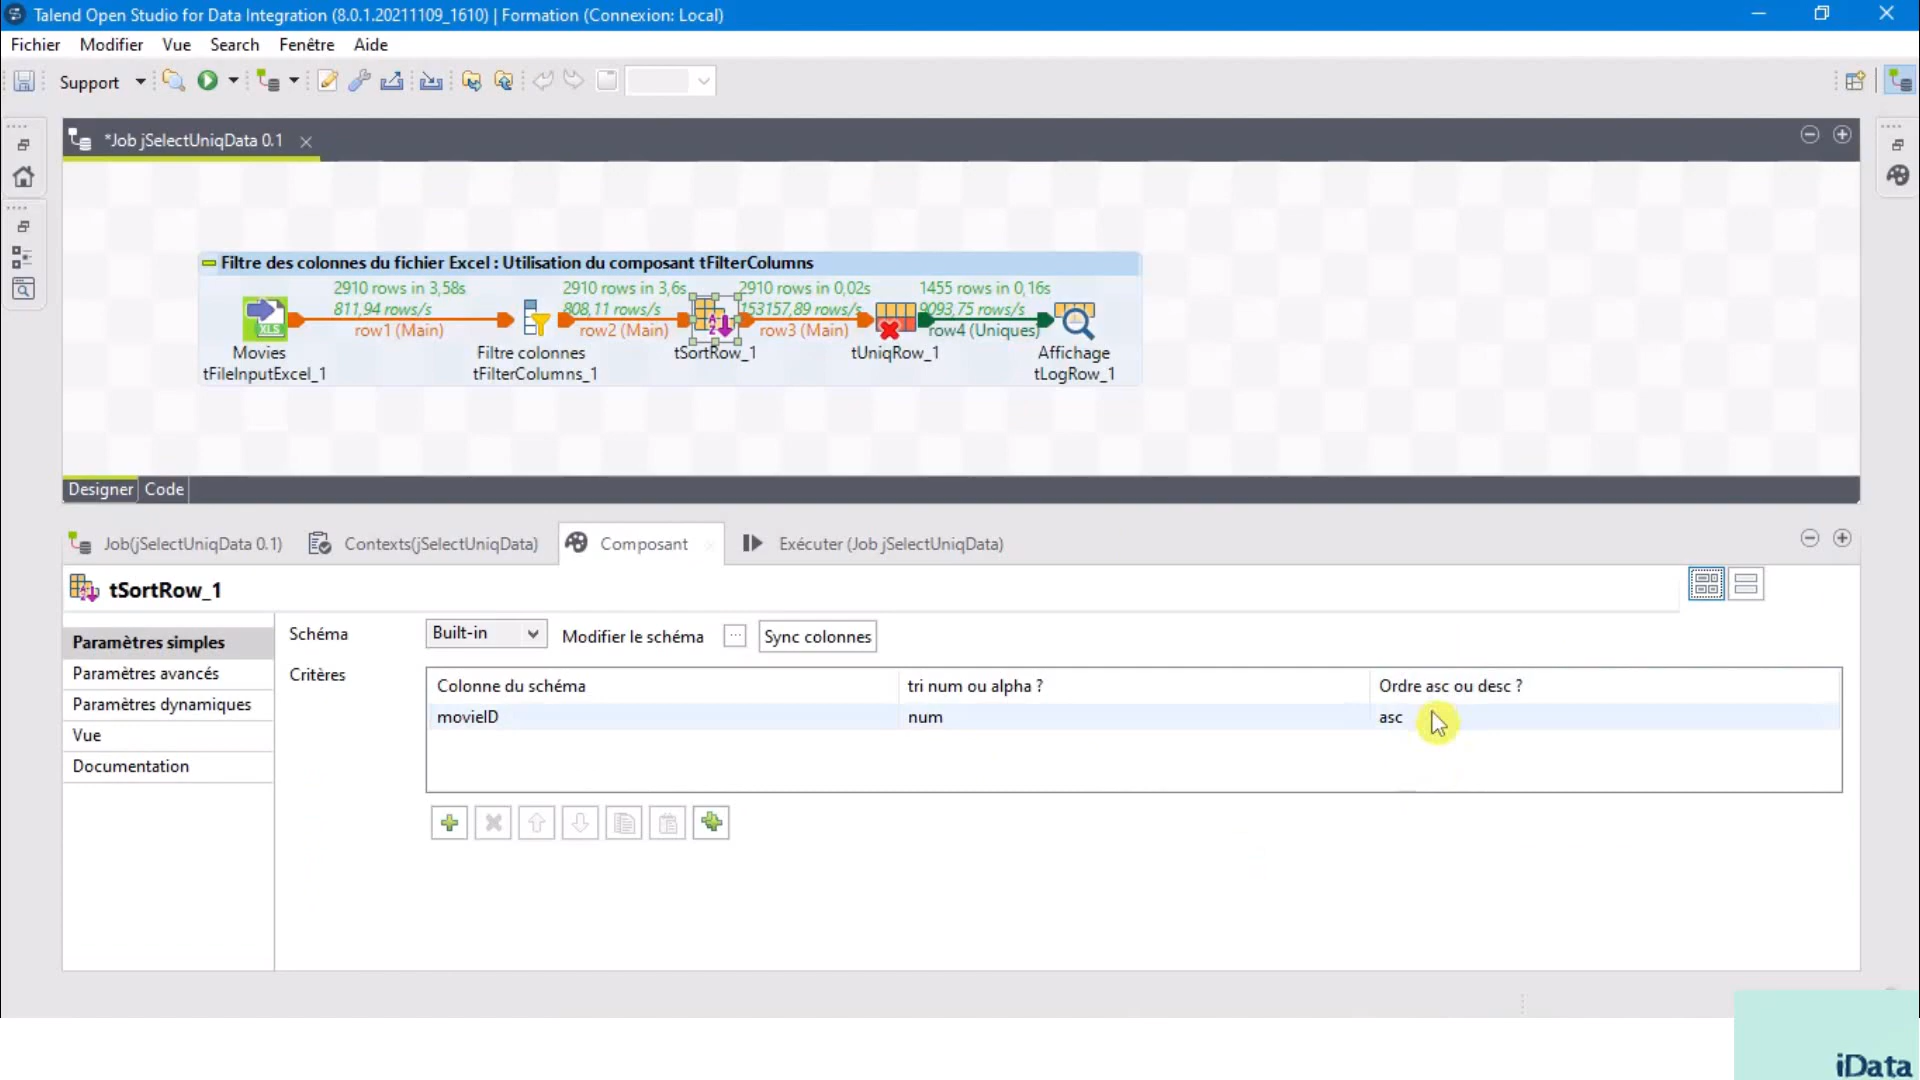 Talend Open Studio for Data Integration (8.0.1.20211109_1610) | Formation (Connexion: Local)
Fichier Modifier Vue Search Fenêtre Aide
Support
*Job jSelectUniqData 0.1
Filtre des colonnes du fichier Excel : Utilisation du composant tFilterColumns
2910 rows in 3,58s 2910 rows in 3,6s 2910 rows in 0,02s 1455 rows in 0,16s
811,94 rows/s 808,11 rows/s 153157,89 rows/s 9093,75 rows/s
row1 (Main) row2 (Main) row3 (Main) row4 (Uniques)
Movies Filtre colonnes tSortRow_1 tUniqRow_1 Affichage
tFileInputExcel_1 tFilterColumns_1 tLogRow_1
Designer Code
Job(jSelectUniqData 0.1) Contexts(jSelectUniqData) Composant Exécuter (Job jSelectUniqData)
tSortRow_1
Paramètres simples
Paramètres avancés
Paramètres dynamiques
Vue
Documentation
Schéma Built-in Modifier le schéma ... Sync colonnes
Critères
Colonne du schéma tri num ou alpha ? Ordre asc ou desc ?
movieID num asc
iData